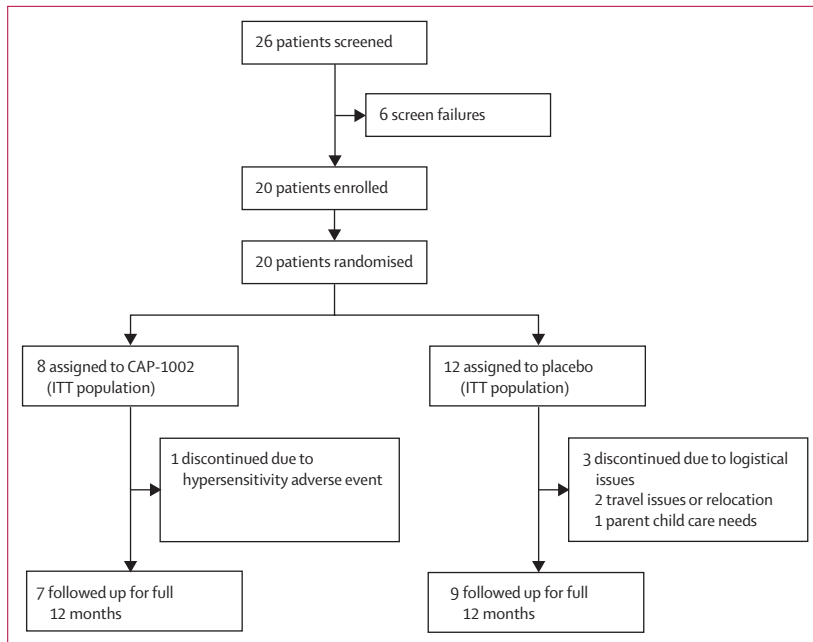 26 patients screened
6 screen failures
20 patients enrolled
20 patients randomised
8 assigned to CAP-1002
(ITT population)
12 assigned to placebo
(ITT population)
1 discontinued due to
hypersensitivity adverse event
3 discontinued due to logistical
issues
2 travel issues or relocation
1 parent child care needs
7 followed up for full
12 months
9 followed up for full
12 months